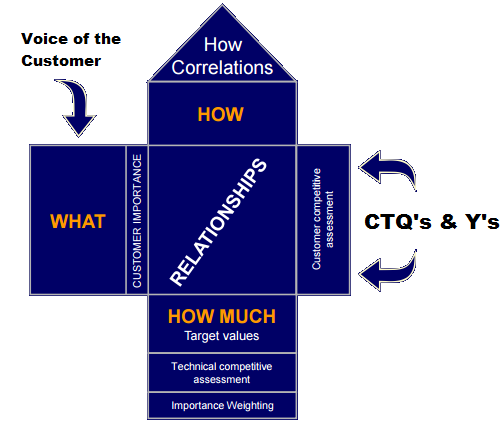 Voice of the
Customer
How
Correlations
HOW
WHAT
CUSTOMER IMPORTANCE
RELATIONSHIPS
Customer competitive
assessment
CTQ's & Y's
HOW MUCH
Target values
Technical competitive
assessment
Importance Weighting